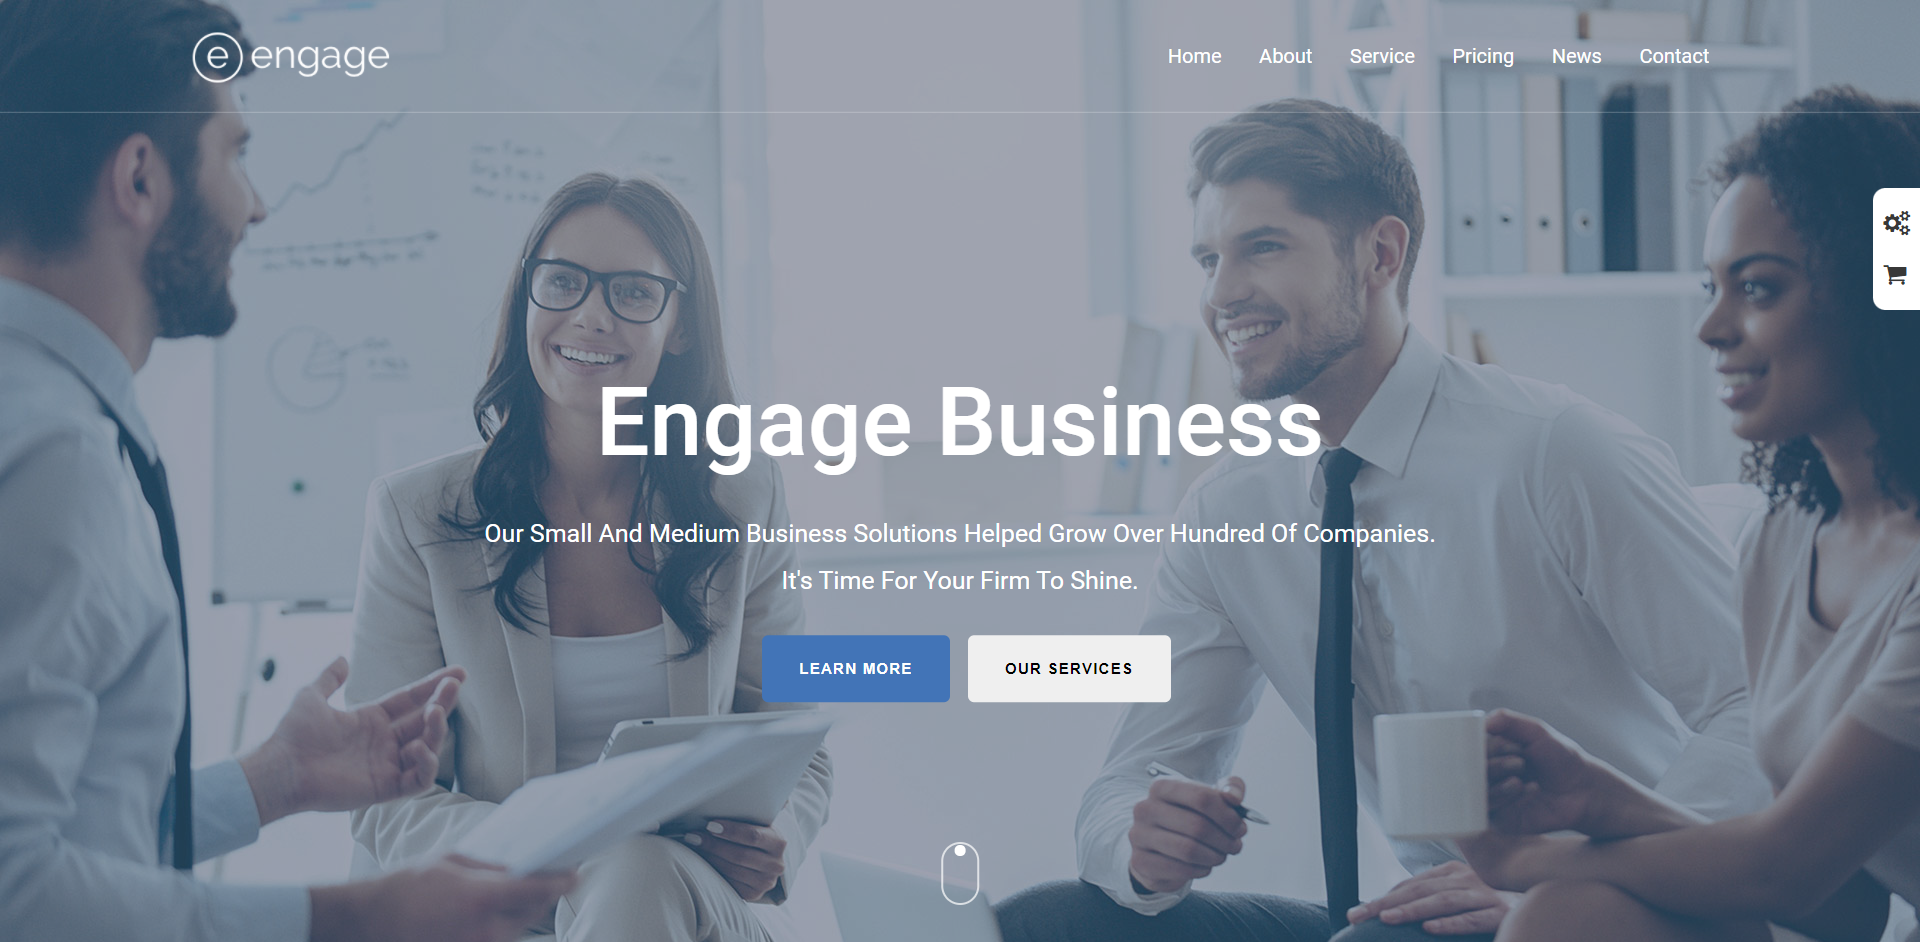 e engage
Home About Service Pricing News Contact
Engage Business
Our Small And Medium Business Solutions Helped Grow Over Hundred Of Companies.
It's Time For Your Firm To Shine.
LEARN MORE OUR SERVICES